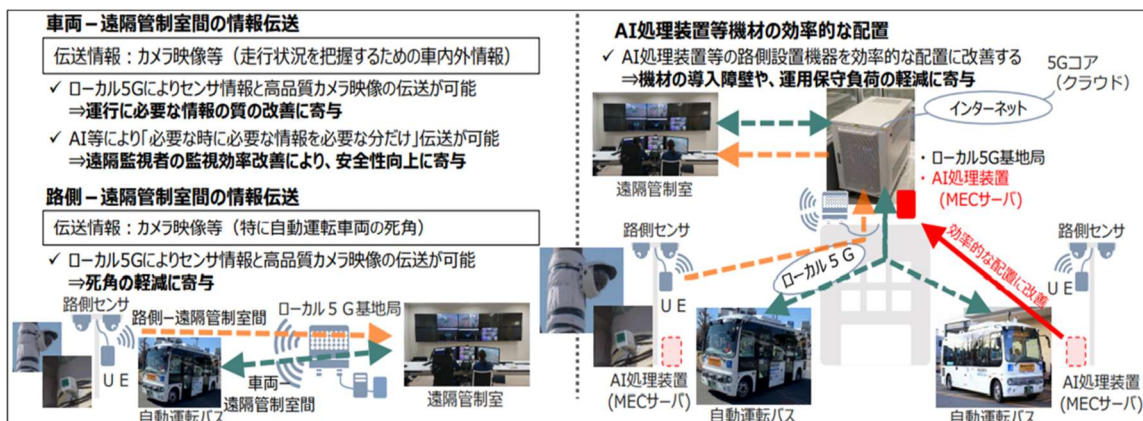 車両－遠隔管制室間の情報伝送
伝送情報：カメラ映像等（走行状況を把握するための車内外情報）
✓ ローカル5Gによりセンサ情報と高品質カメラ映像の伝送が可能
⇒運行に必要な情報の質の改善に寄与
✓ AI等により「必要な時に必要な情報を必要な分だけ」伝送が可能
⇒遠隔監視者の監視効率改善により、安全性向上に寄与
路側－遠隔管制室間の情報伝送
伝送情報：カメラ映像等（特に自動運転車両の死角）
✓ ローカル5Gによりセンサ情報と高品質カメラ映像の伝送が可能
⇒死角の軽減に寄与
路側センサ
路側－遠隔管制室間
ローカル５G基地局
ＵＥ
車両－
遠隔管制室間
自動運転バス
遠隔管制室
AI処理装置等機材の効率的な配置
✓ AI処理装置等の路側設置機器を効率的な配置に改善する
⇒機材の導入障壁や、運用保守負荷の軽減に寄与
5Gコア
（クラウド）
インターネット
・ローカル5G基地局
・AI処理装置
(MECサーバ)
遠隔管制室
路側センサ
ローカル５G
ＵＥ
効率的な配置に改善
路側センサ
ＵＥ
AI処理装置
(MECサーバ)
自動運転バス
自動運転バス
AI処理装置
(MECサーバ)